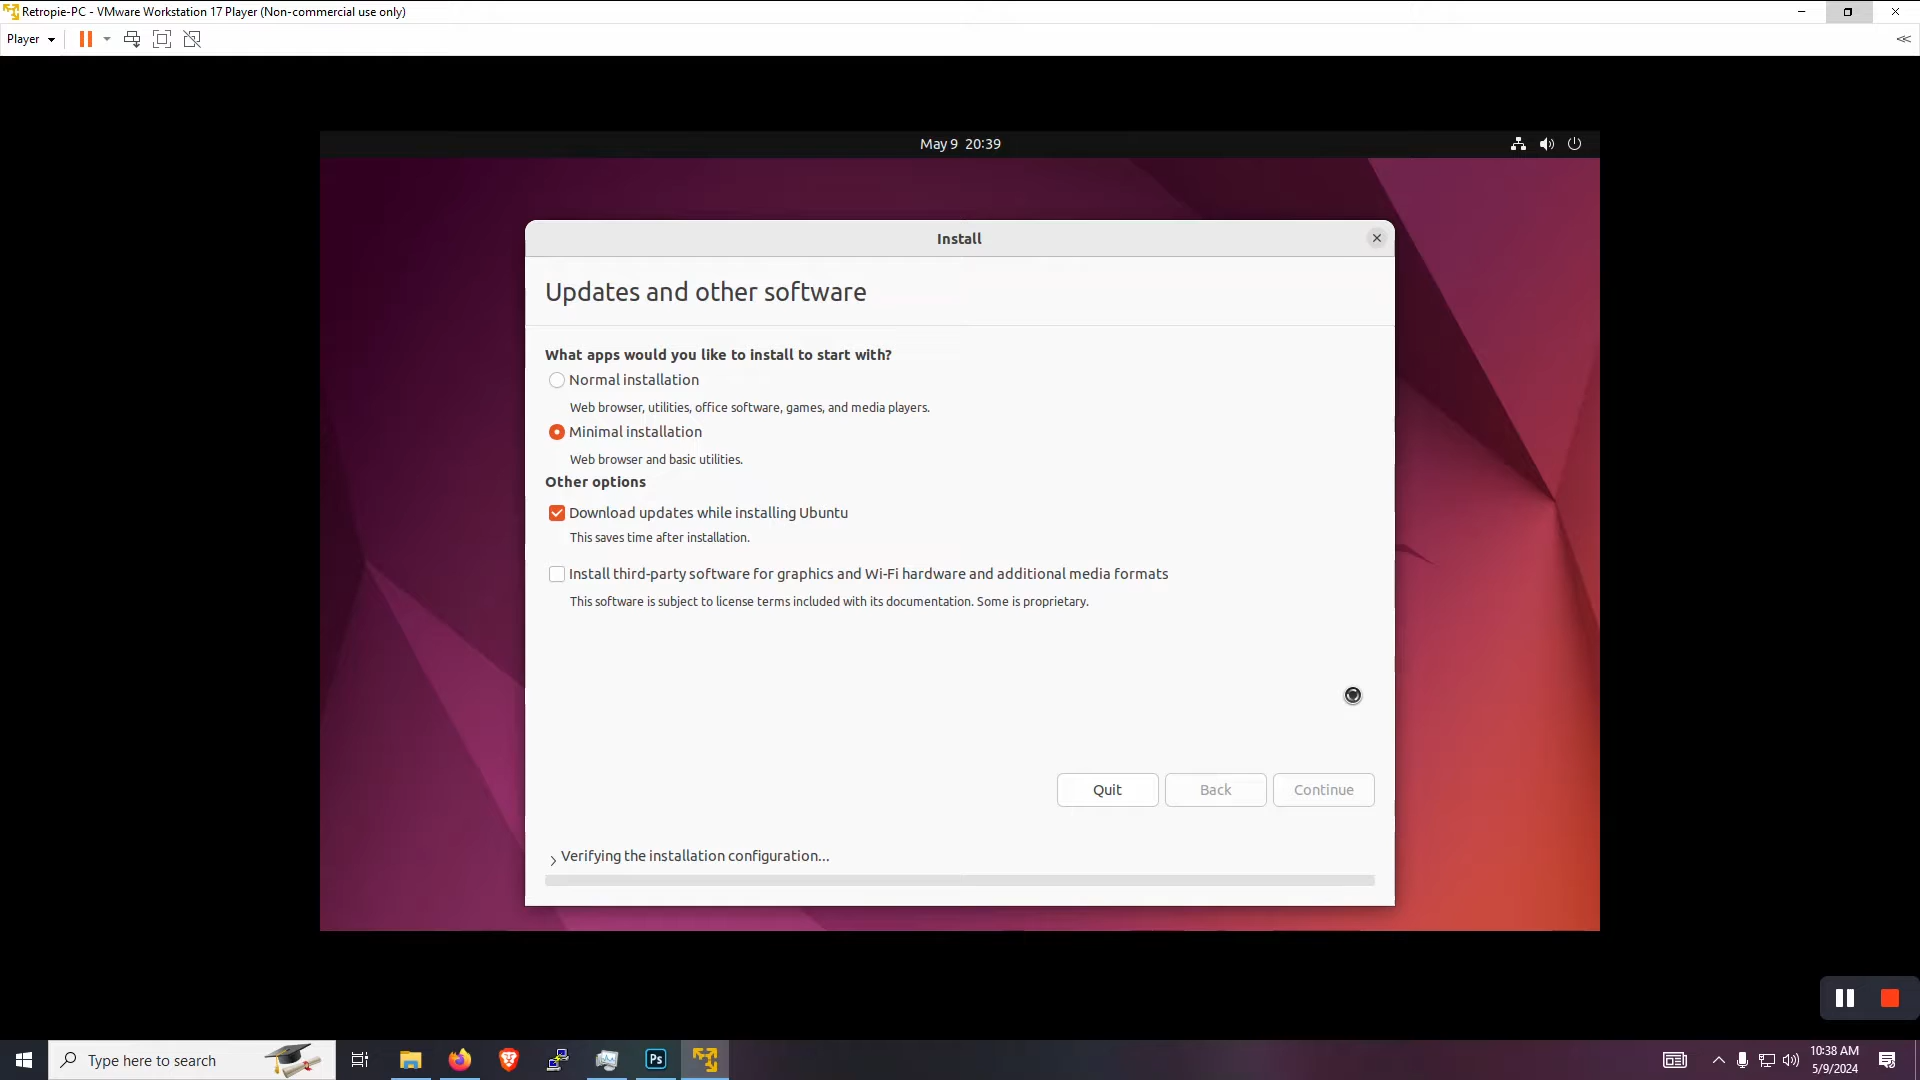 Retropie-PC - VMware Workstation 17 Player (Non-commercial use only)
Player
May 9 20:39
Install
Updates and other software
What apps would you like to install to start with?
Normal installation
Web browser, utilities, office software, games, and media players.
Minimal installation
Web browser and basic utilities.
Other options
Download updates while installing Ubuntu
This saves time after installation.
Install third-party software for graphics and Wi-Fi hardware and additional media formats
This software is subject to license terms included with its documentation. Some is proprietary.
Quit
Back
Continue
Verifying the installation configuration...
Type here to search
Ps
10:38 AM
5/9/2024